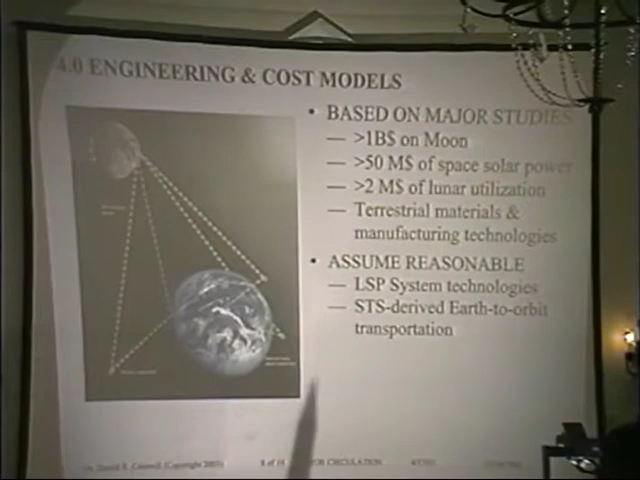 4.0 ENGINEERING & COST MODELS
• BASED ON MAJOR STUDIES
— >1B$ on Moon
— >50 M$ of space solar power
— >2 M$ of lunar utilization
— Terrestrial materials &
manufacturing technologies
• ASSUME REASONABLE
— LSP System technologies
— STS-derived Earth-to-orbit
transportation
CIRCULATION